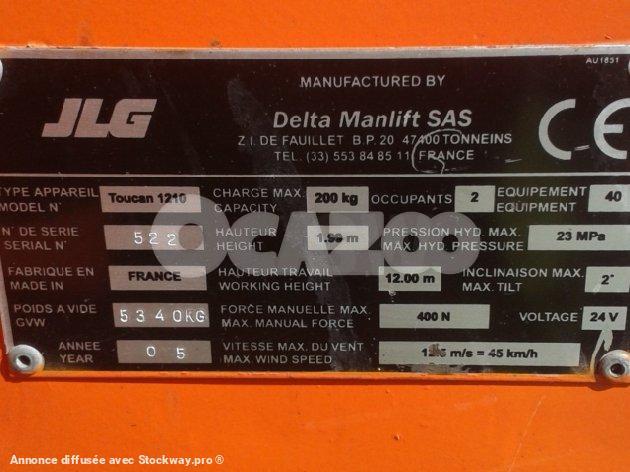 AU1851
MANUFACTURED BY
JLG
Delta Manlift SAS
CE
Z.I. DE FAUILLET B.P. 20 47400 TONNEINS
TEL. (33) 553 84 85 11 FRANCE
TYPE APPAREIL Toucan 1210 CHARGE MAX. 200 kg OCCUPANTS 2 EQUIPEMENT 40
MODEL N° CAPACITY EQUIPMENT
N° DE SERIE 522 HAUTEUR 1.99 m PRESSION HYD. MAX. 23 MPa
SERIAL N° HEIGHT MAX. HYD. PRESSURE
OCAZOO
FABRIQUE EN FRANCE HAUTEUR TRAVAIL 12.00 m INCLINAISON MAX. 2°
MADE IN WORKING HEIGHT MAX. TILT
POIDS A VIDE 5340KG FORCE MANUELLE MAX. 400 N VOLTAGE 24 V
GVW MAX. MANUAL FORCE
ANNEE 05 VITESSE MAX. DU VENT m/s = 45 km/h
YEAR MAX WIND SPEED
Annonce diffusée avec Stockway.pro®